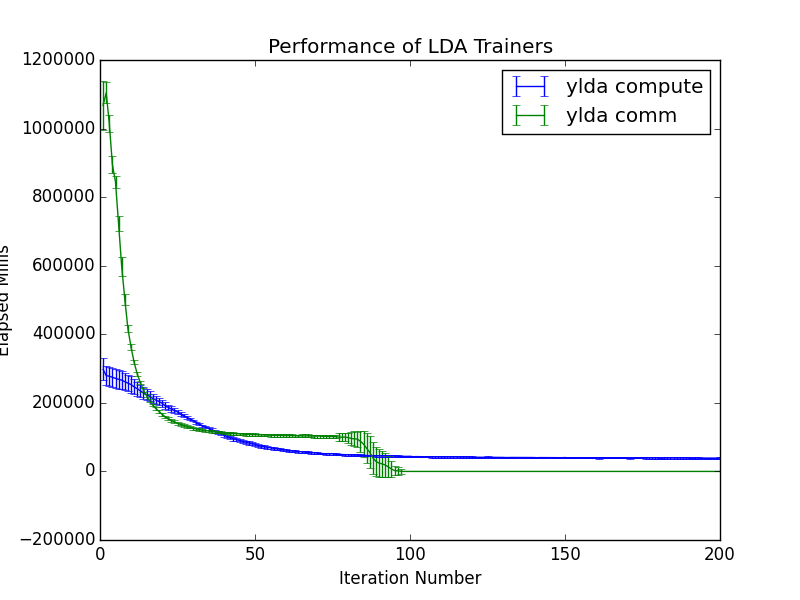 Performance of LDA Trainers
ylda compute
ylda comm
1200000
1000000
800000
600000
400000
200000
0
−200000
Elapsed Millis
0 50 100 150 200
Iteration Number